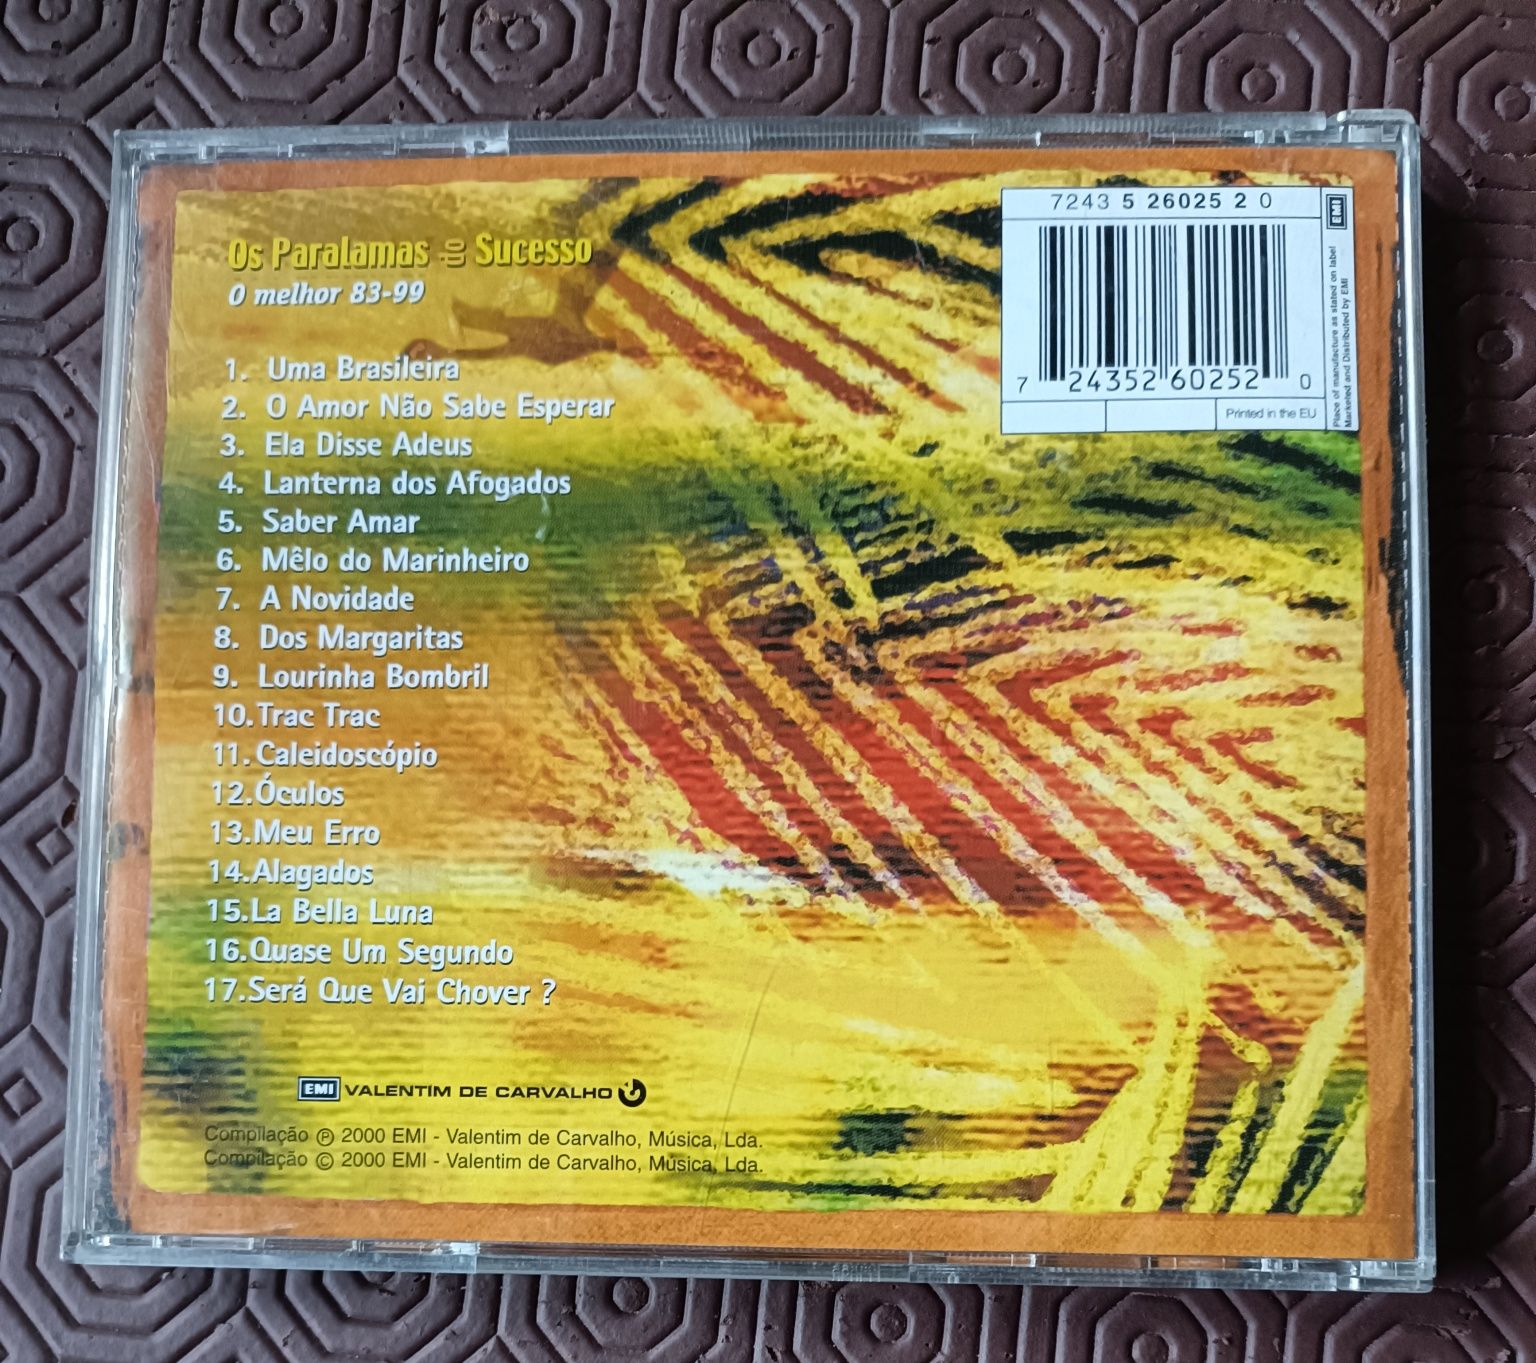 Os Paralamas do Sucesso
O melhor 83-99
1. Uma Brasileira
2. O Amor Não Sabe Esperar
3. Ela Disse Adeus
4. Lanterna dos Afogados
5. Saber Amar
6. Mêlo do Marinheiro
7. A Novidade
8. Dos Margaritas
9. Lourinha Bombril
10. Trac Trac
11. Caleidoscópio
12. Óculos
13. Meu Erro
14. Alagados
15. La Bella Luna
16. Quase Um Segundo
17. Será Que Vai Chover ?
EMI VALENTIM DE CARVALHO
Compilação ℗ 2000 EMI - Valentim de Carvalho, Música, Lda.
Compilação © 2000 EMI - Valentim de Carvalho, Música, Lda.
7243 5 26025 2 0
7 24352 60252 0
Printed in the EU
EMI
Place of manufacture as stated on label
Marketed and Distributed by EMI